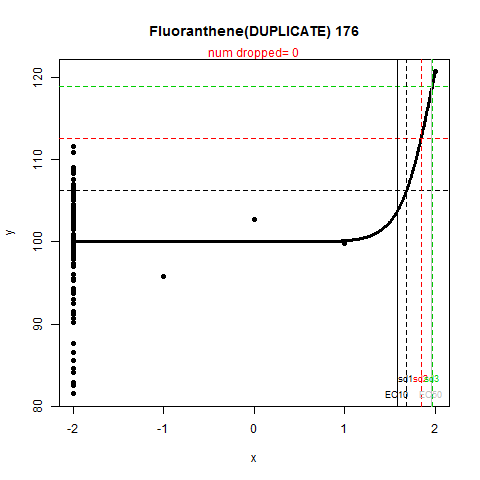 Fluoranthene(DUPLICATE) 176
num dropped= 0
120
110
100
90
80
y
sd1 sd2 sd3
EC10 EC50
-2 -1 0 1 2
x